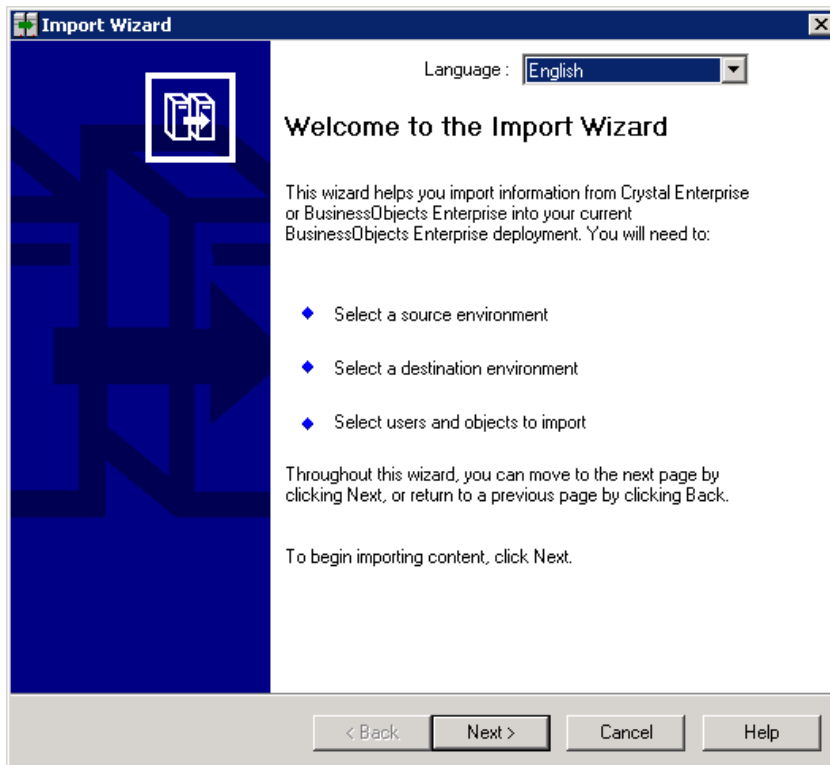 Import Wizard
Language : English
Welcome to the Import Wizard
This wizard helps you import information from Crystal Enterprise
or BusinessObjects Enterprise into your current
BusinessObjects Enterprise deployment. You will need to:
Select a source environment
Select a destination environment
Select users and objects to import
Throughout this wizard, you can move to the next page by
clicking Next, or return to a previous page by clicking Back.
To begin importing content, click Next.
< Back Next > Cancel Help